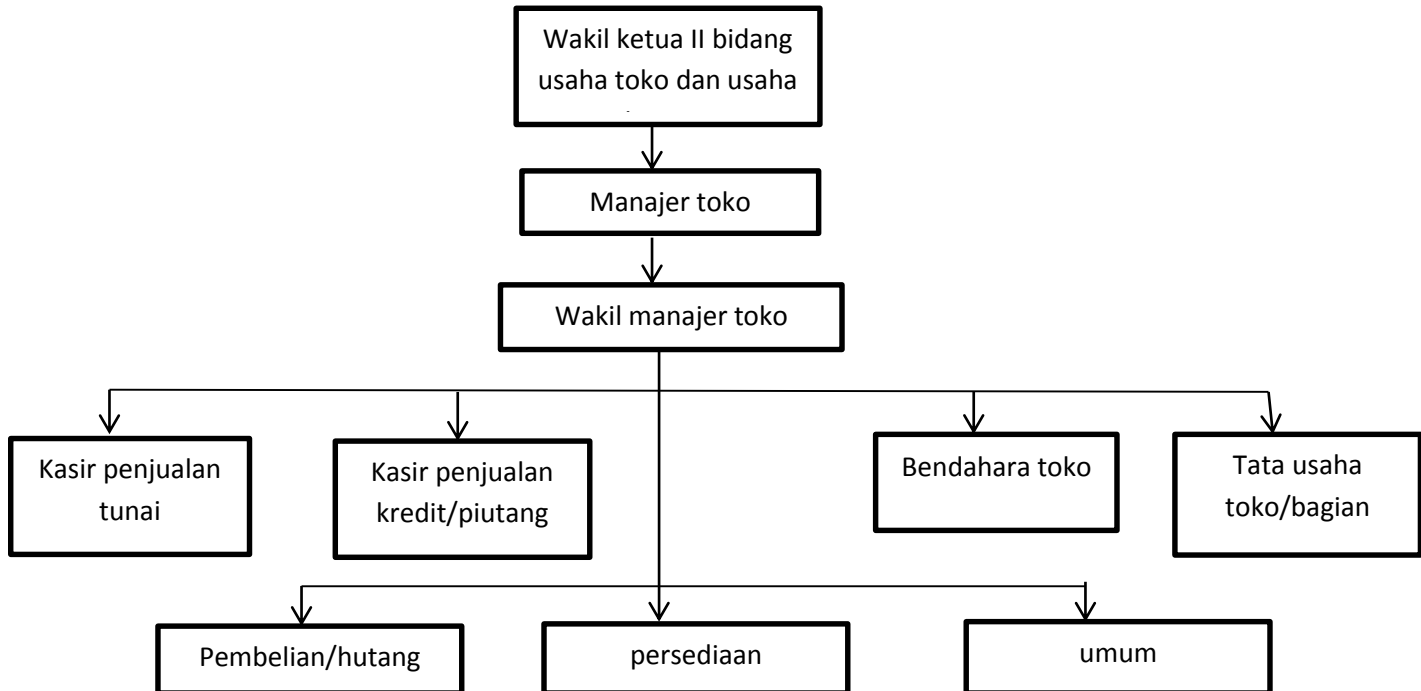 Wakil ketua II bidang
usaha toko dan usaha
Manajer toko
Wakil manajer toko
Kasir penjualan
tunai
Kasir penjualan
kredit/piutang
Bendahara toko
Tata usaha
toko/bagian
Pembelian/hutang
persediaan
umum